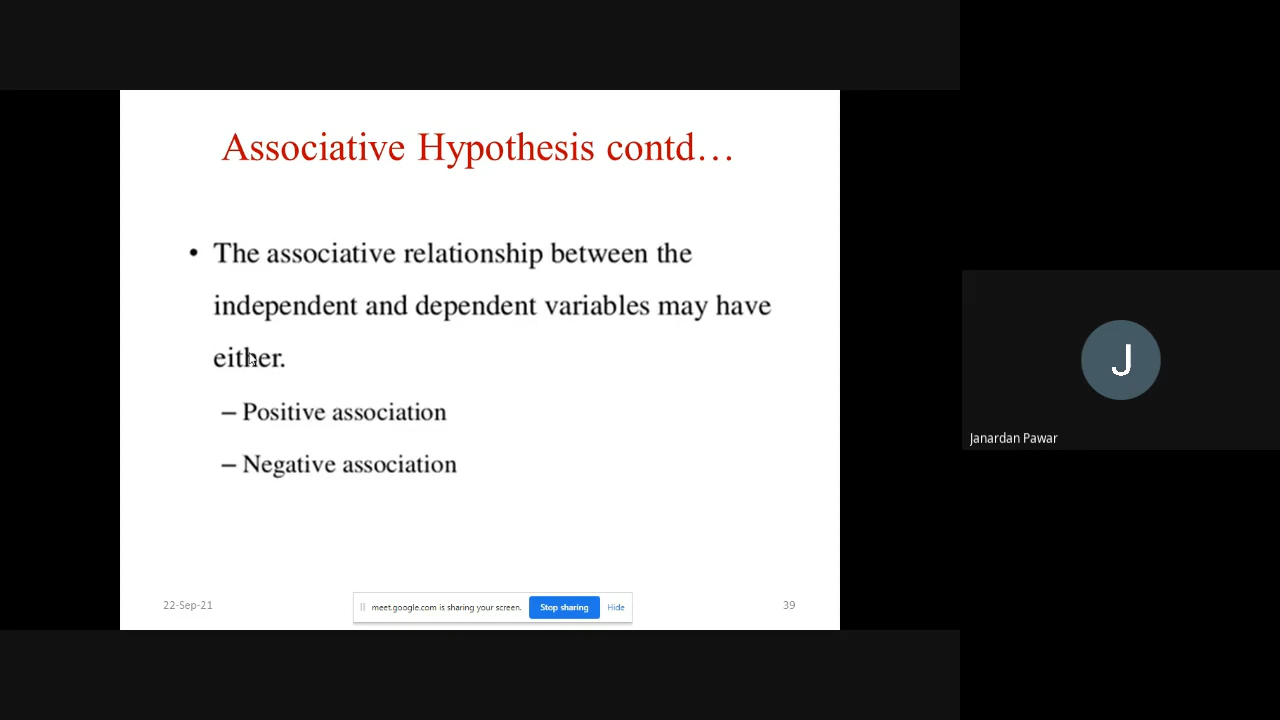 Associative Hypothesis contd…
• The associative relationship between the
independent and dependent variables may have
either.
– Positive association
– Negative association
22-Sep-21
meet.google.com is sharing your screen.
Stop sharing
Hide
39
J
Janardan Pawar